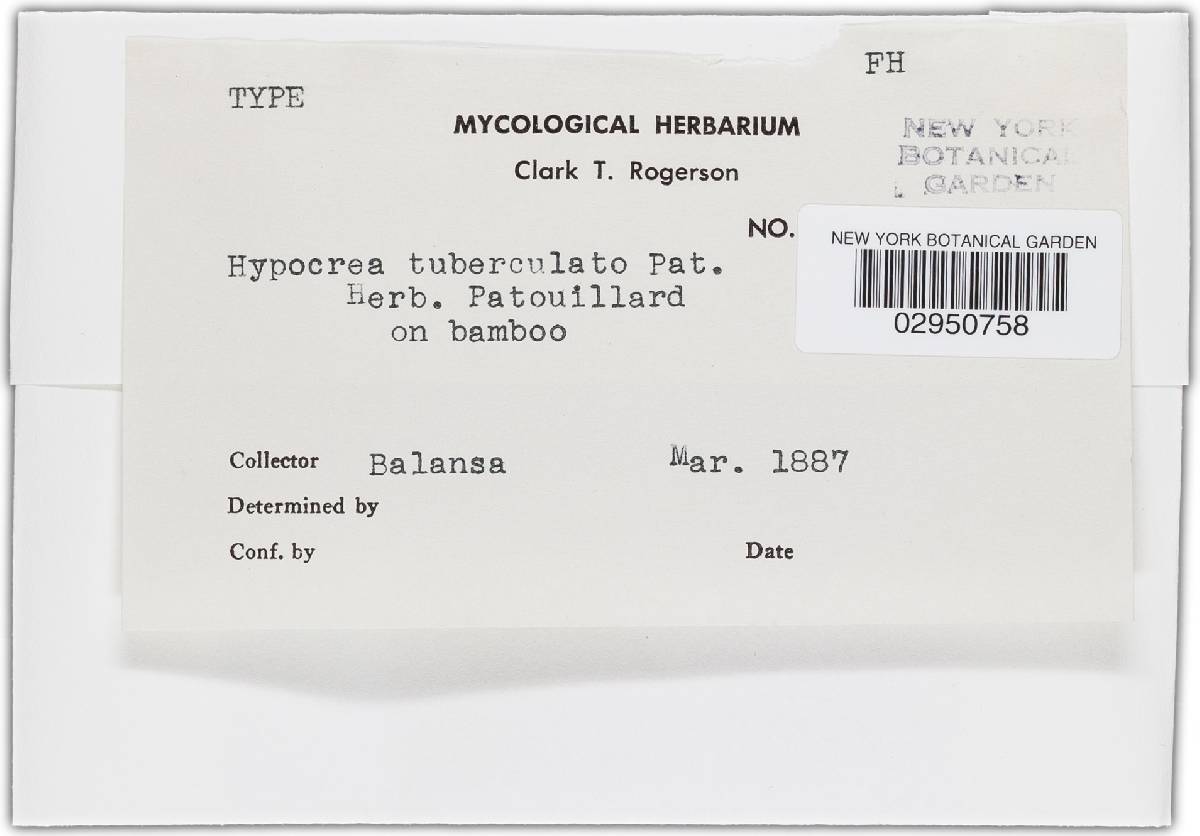 TYPE
FH
MYCOLOGICAL HERBARIUM
Clark T. Rogerson
NEW YORK
BOTANICAL
GARDEN
NO.
NEW YORK BOTANICAL GARDEN
02950758
Hypocrea tuberculato Pat.
Herb. Patouillard
on bamboo
Collector Balansa Mar. 1887
Determined by
Conf. by Date